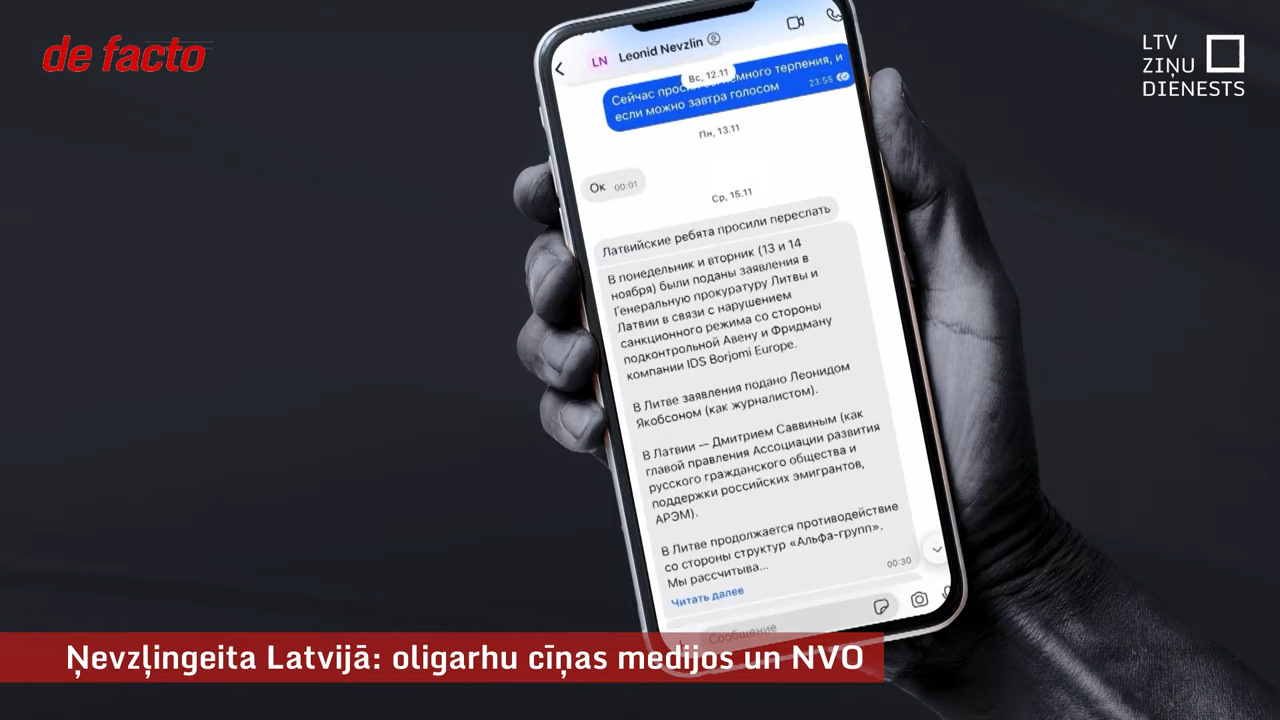 de facto
LTV
ZIŅU
DIENESTS
LN Leonid Nevzlin
Вс, 12.11
Сейчас немного терпения, и
если можно завтра голосом
23:55
Пн, 13.11
Ок 00:01
Ср, 15.11
Латвийские ребята просили переслать
В понедельник и вторник (13 и 14
ноября) были поданы заявления в
Генеральную прокуратуру Литвы и
Латвии в связи с нарушением
санкционного режима со стороны
подконтрольной Авену и Фридману
компании IDS Borjomi Europe.
В Литве заявления подано Леонидом
Якобсоном (как журналистом).
В Латвии — Дмитрием Саввиным (как
главой правления Ассоциации развития
русского гражданского общества и
поддержки российских эмигрантов,
АРЭМ).
В Литве продолжается противодействие
со стороны структур «Альфа-групп».
Мы рассчитыва...
00:30
Читать далее
Сообщение
Ņevzļingeita Latvijā: oligarhu cīņas medijos un NVO